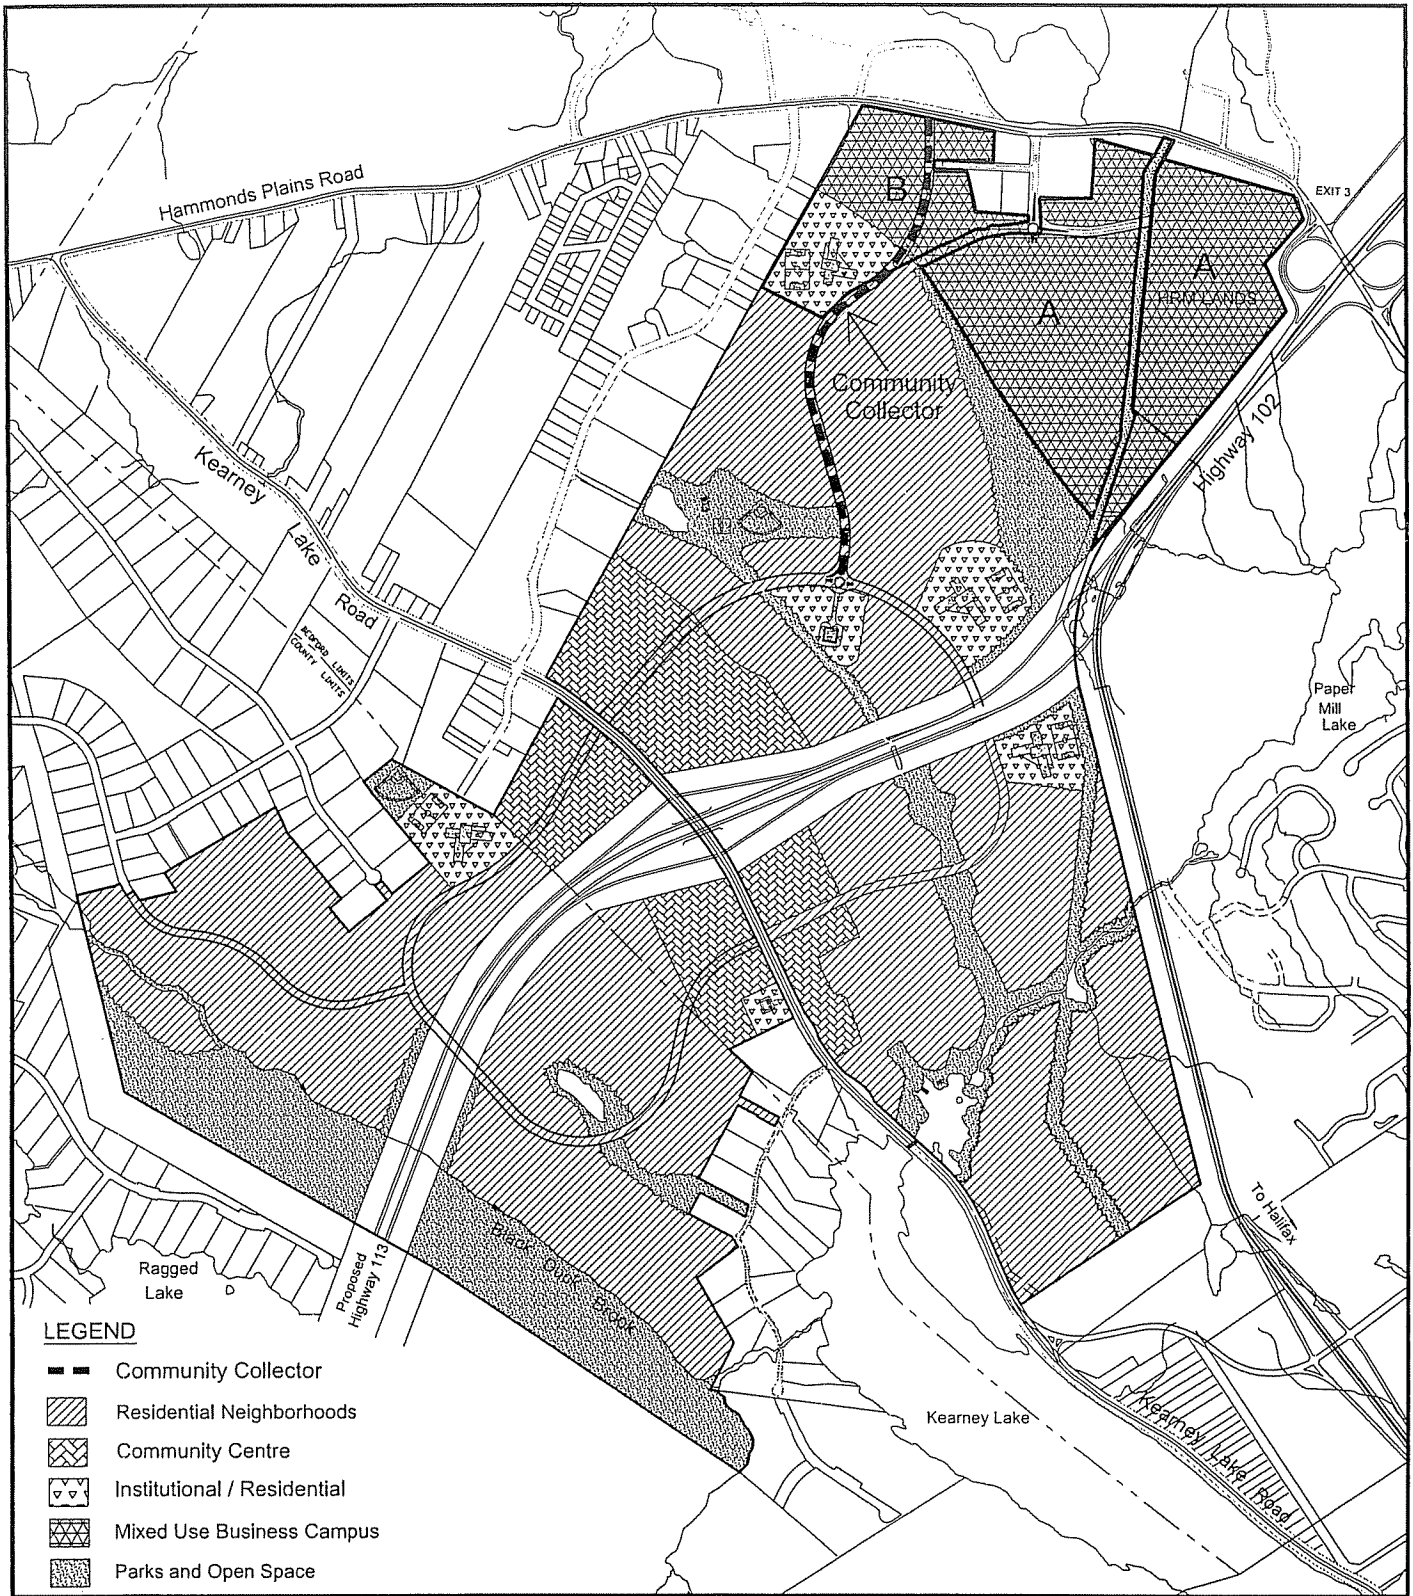 Hammonds Plains Road
EXIT 3
B
A
A
HRM LANDS
Community
Collector
Highway 102
Kearney
Lake
Road
BEDFORD LIMITS
COUNTY LIMITS
Paper
Mill
Lake
To Halifax
Black Duck Brook
Ragged
Lake
Proposed
Highway 113
Kearney Lake
Kearney Lake Road
LEGEND
Community Collector
Residential Neighborhoods
Community Centre
Institutional / Residential
Mixed Use Business Campus
Parks and Open Space